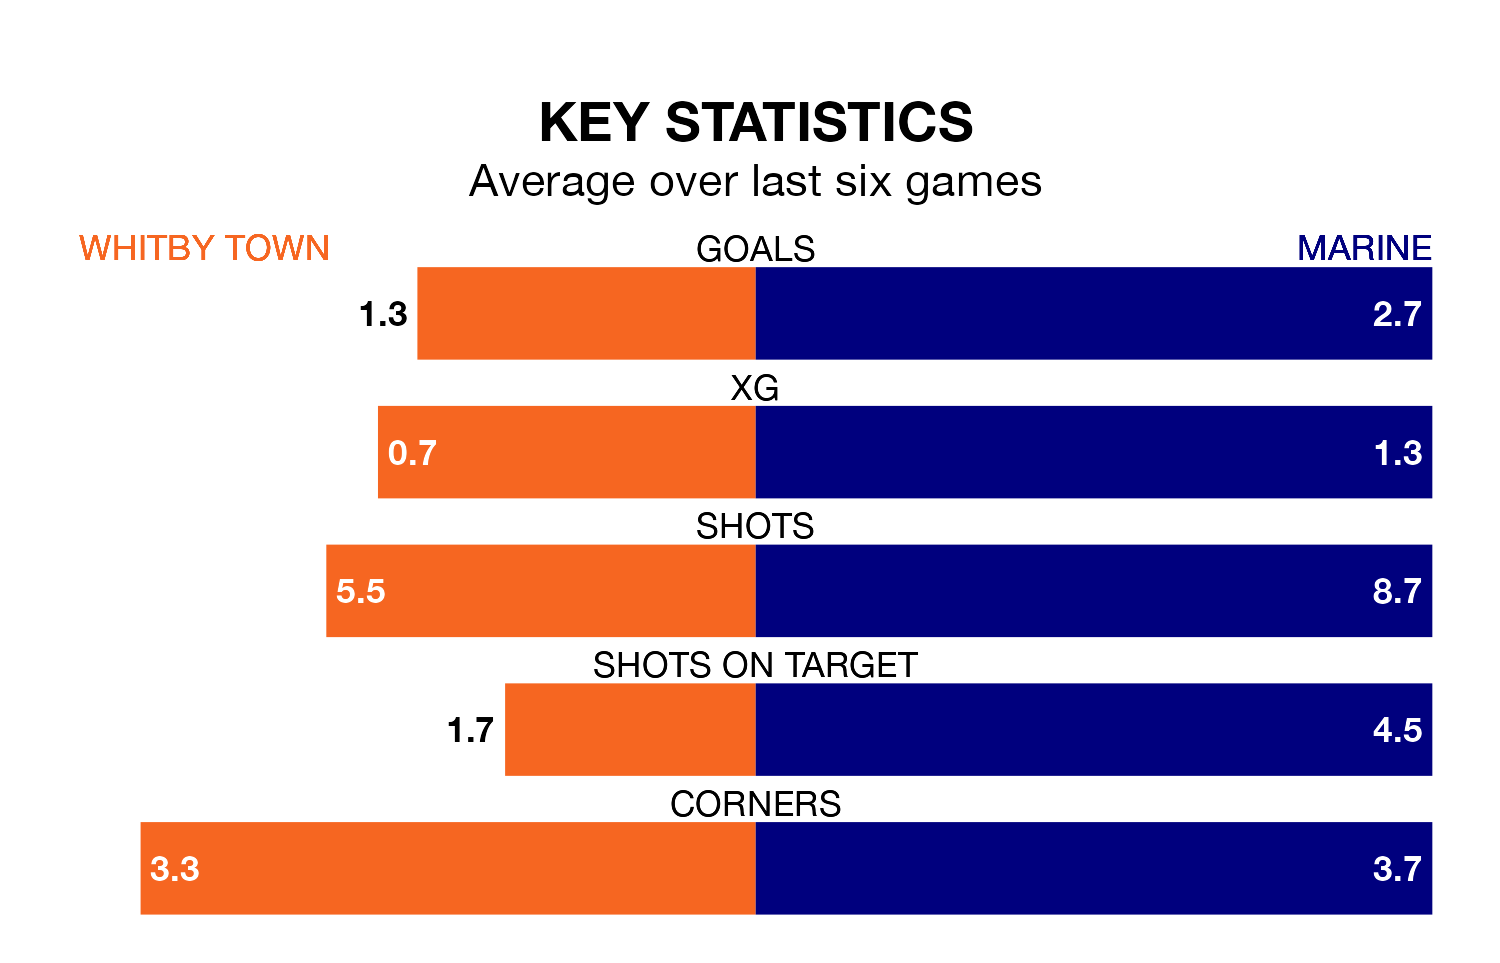 KEY STATISTICS
Average over last six games
WHITBY TOWN GOALS MARINE
1.3 2.7
XG
0.7 1.3
SHOTS
5.5 8.7
SHOTS ON TARGET
1.7 4.5
CORNERS
3.3 3.7